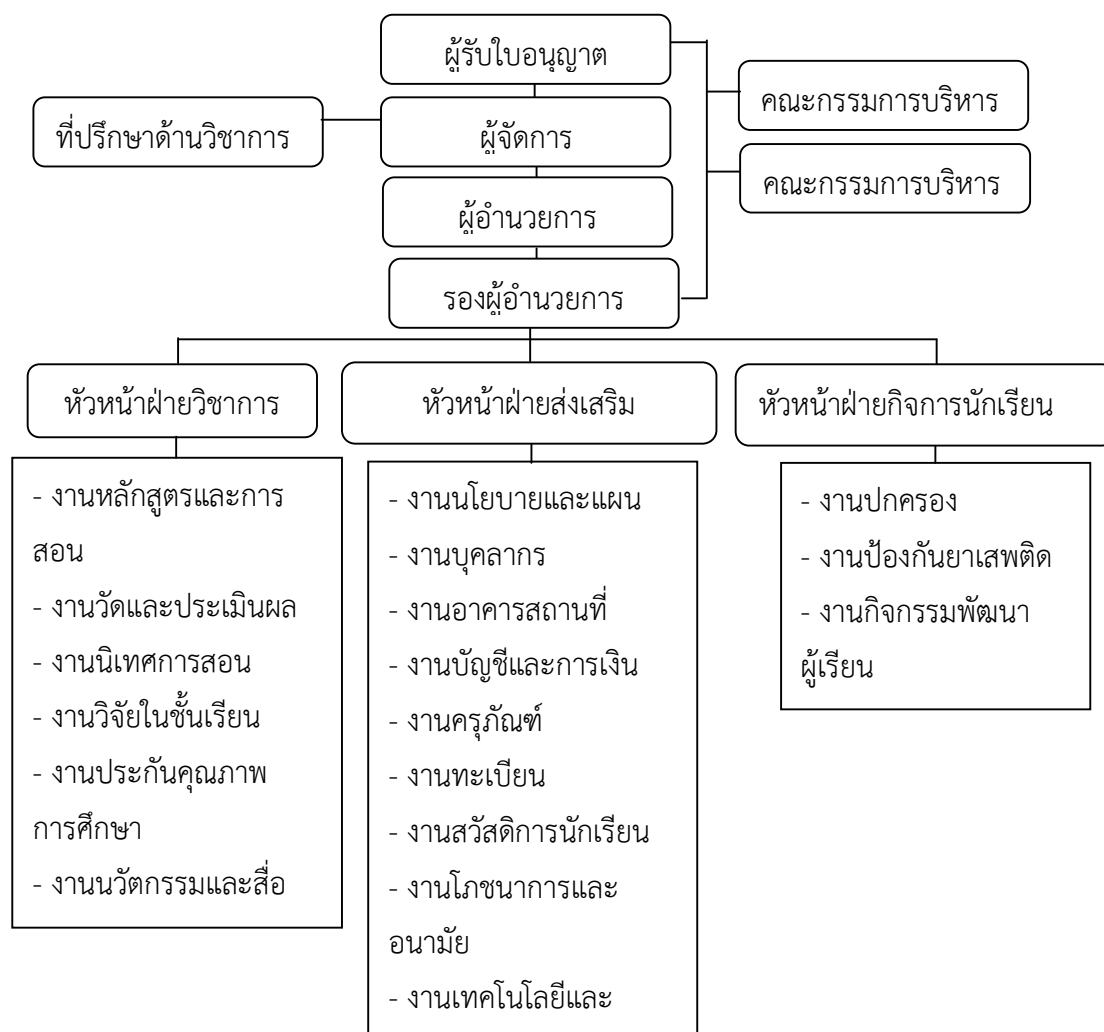 ผู้รับใบอนุญาต
คณะกรรมการบริหาร
ที่ปรึกษาด้านวิชาการ
ผู้จัดการ
คณะกรรมการบริหาร
ผู้อำนวยการ
รองผู้อำนวยการ
หัวหน้าฝ่ายวิชาการ
หัวหน้าฝ่ายส่งเสริม
หัวหน้าฝ่ายกิจการนักเรียน
- งานหลักสูตรและการ
สอน
- งานวัดและประเมินผล
- งานนิเทศการสอน
- งานวิจัยในชั้นเรียน
- งานประกันคุณภาพ
การศึกษา
- งานนวัตกรรมและสื่อ
- งานนโยบายและแผน
- งานบุคลากร
- งานอาคารสถานที่
- งานบัญชีและการเงิน
- งานครุภัณฑ์
- งานทะเบียน
- งานสวัสดิการนักเรียน
- งานโภชนาการและ
อนามัย
- งานเทคโนโลยีและ
- งานปกครอง
- งานป้องกันยาเสพติด
- งานกิจกรรมพัฒนา
ผู้เรียน